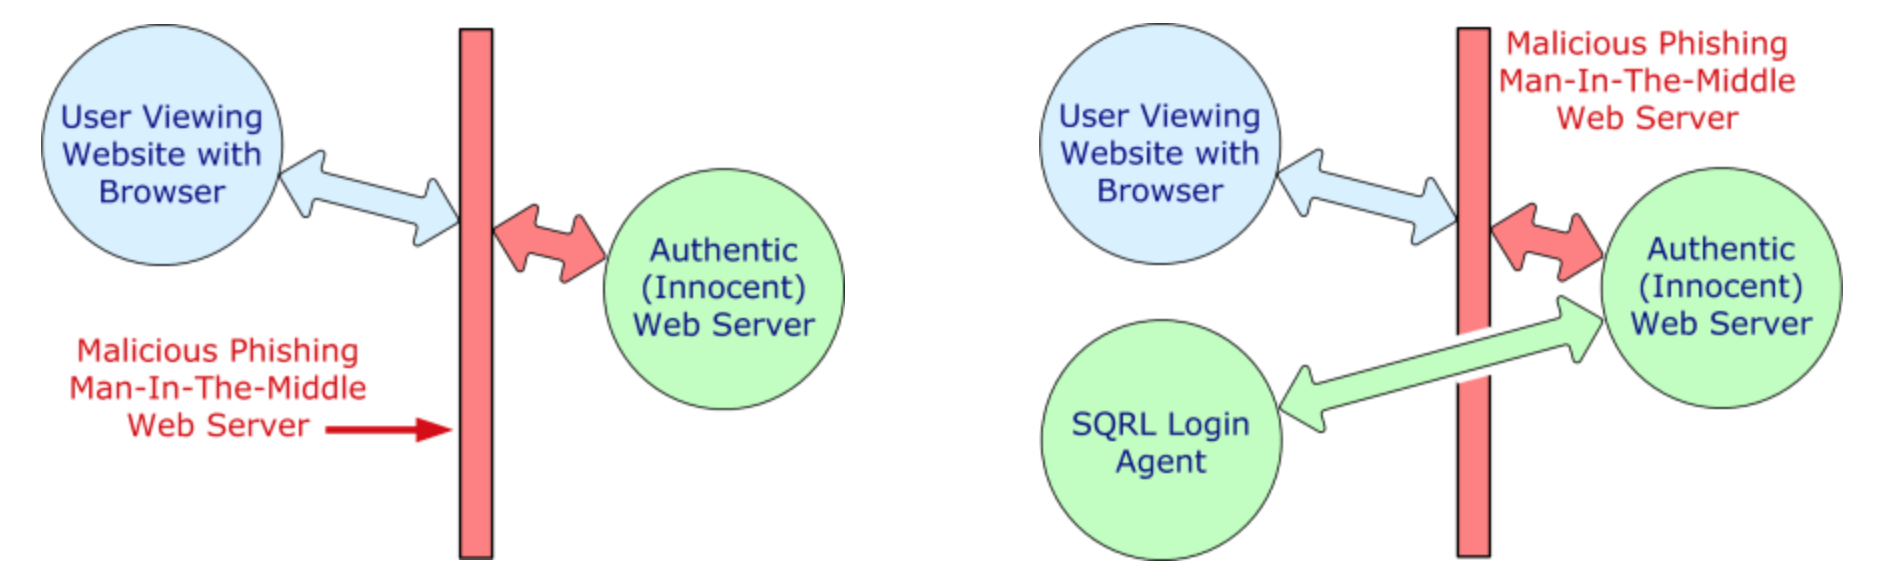 User Viewing
Website with
Browser
Authentic
(Innocent)
Web Server
Malicious Phishing
Man-In-The-Middle
Web Server
Malicious Phishing
Man-In-The-Middle
Web Server
User Viewing
Website with
Browser
Authentic
(Innocent)
Web Server
SQRL Login
Agent